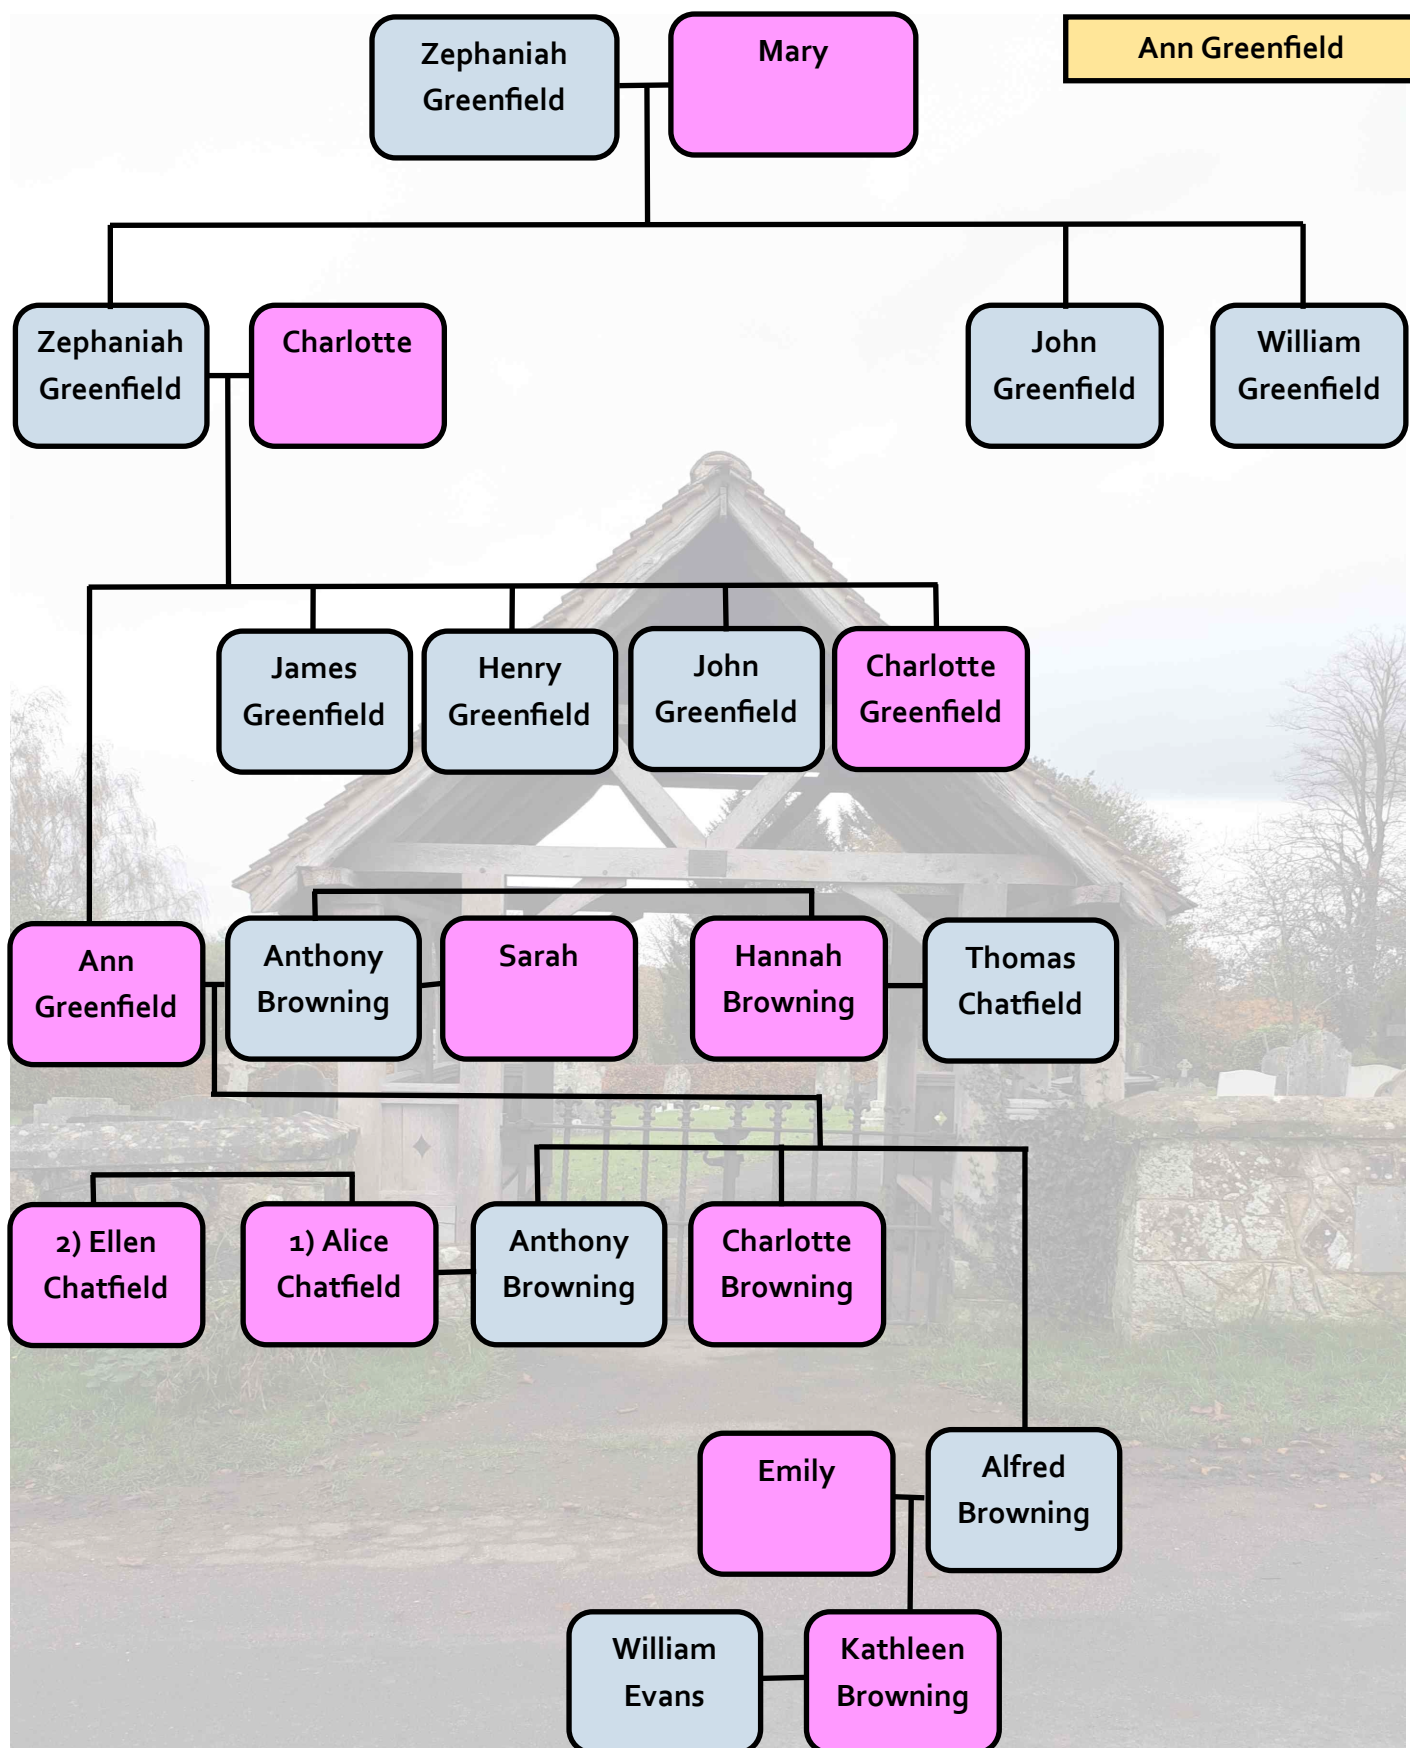 Zephaniah
Greenfield
Mary
Ann Greenfield
Zephaniah
Greenfield
Charlotte
John
Greenfield
William
Greenfield
James
Greenfield
Henry
Greenfield
John
Greenfield
Charlotte
Greenfield
Ann
Greenfield
Anthony
Browning
Sarah
Hannah
Browning
Thomas
Chatfield
2) Ellen
Chatfield
1) Alice
Chatfield
Anthony
Browning
Charlotte
Browning
Emily
Alfred
Browning
William
Evans
Kathleen
Browning